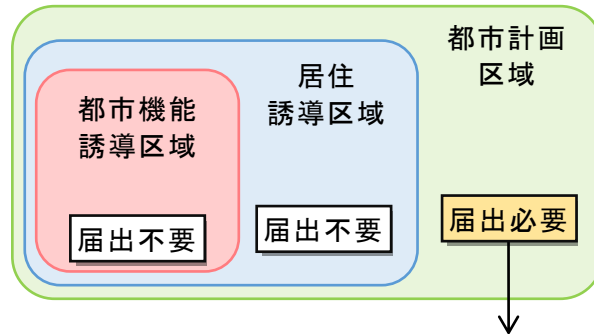 都市計画
区域
居住
誘導区域
都市機能
誘導区域
届出不要
届出不要
届出必要